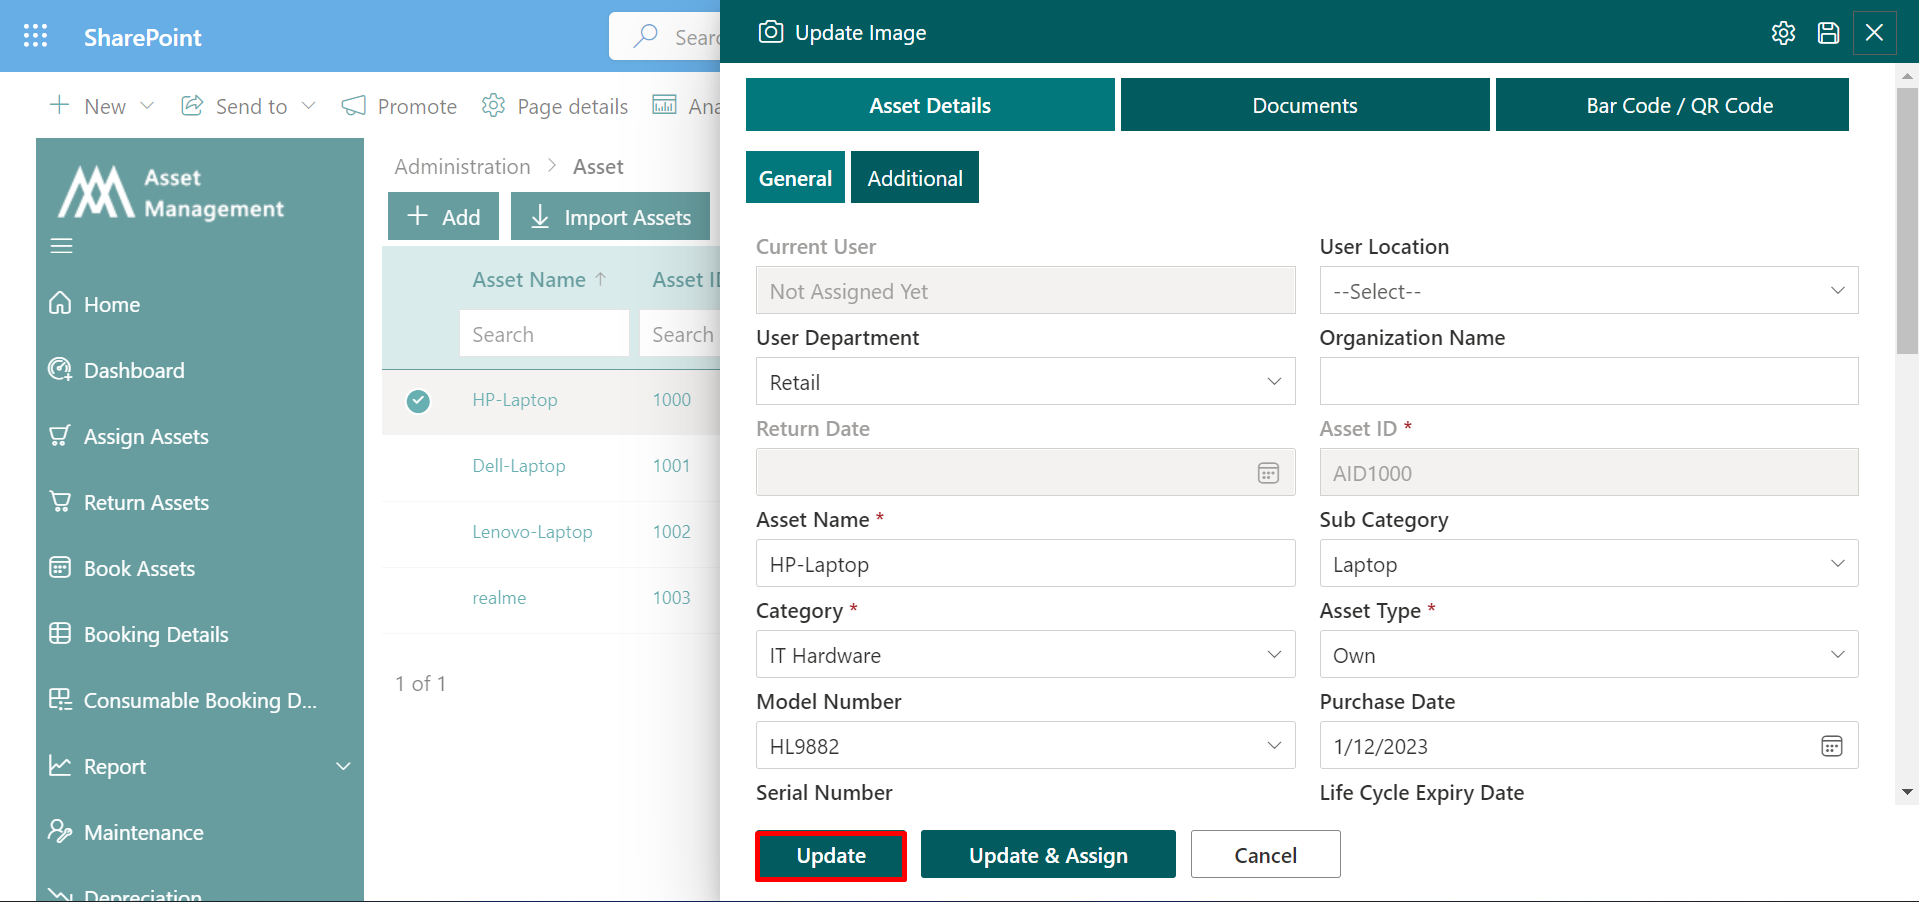 SharePoint
Sear
New
Send to
Promote
Page details
Ana
Asset
Management
Home
Dashboard
Assign Assets
Return Assets
Book Assets
Booking Details
Consumable Booking D...
Report
Maintenance
Depreciation
Administration > Asset
Add
Import Assets
Asset Name ↑
Asset ID
Search
Search
HP-Laptop
1000
Dell-Laptop
1001
Lenovo-Laptop
1002
realme
1003
1 of 1
Update Image
Asset Details
Documents
Bar Code / QR Code
General
Additional
Current User
Not Assigned Yet
User Location
--Select--
User Department
Retail
Organization Name
Return Date
Asset ID *
AID1000
Asset Name *
HP-Laptop
Sub Category
Laptop
Category *
IT Hardware
Asset Type *
Own
Model Number
HL9882
Purchase Date
1/12/2023
Serial Number
Life Cycle Expiry Date
Update
Update & Assign
Cancel